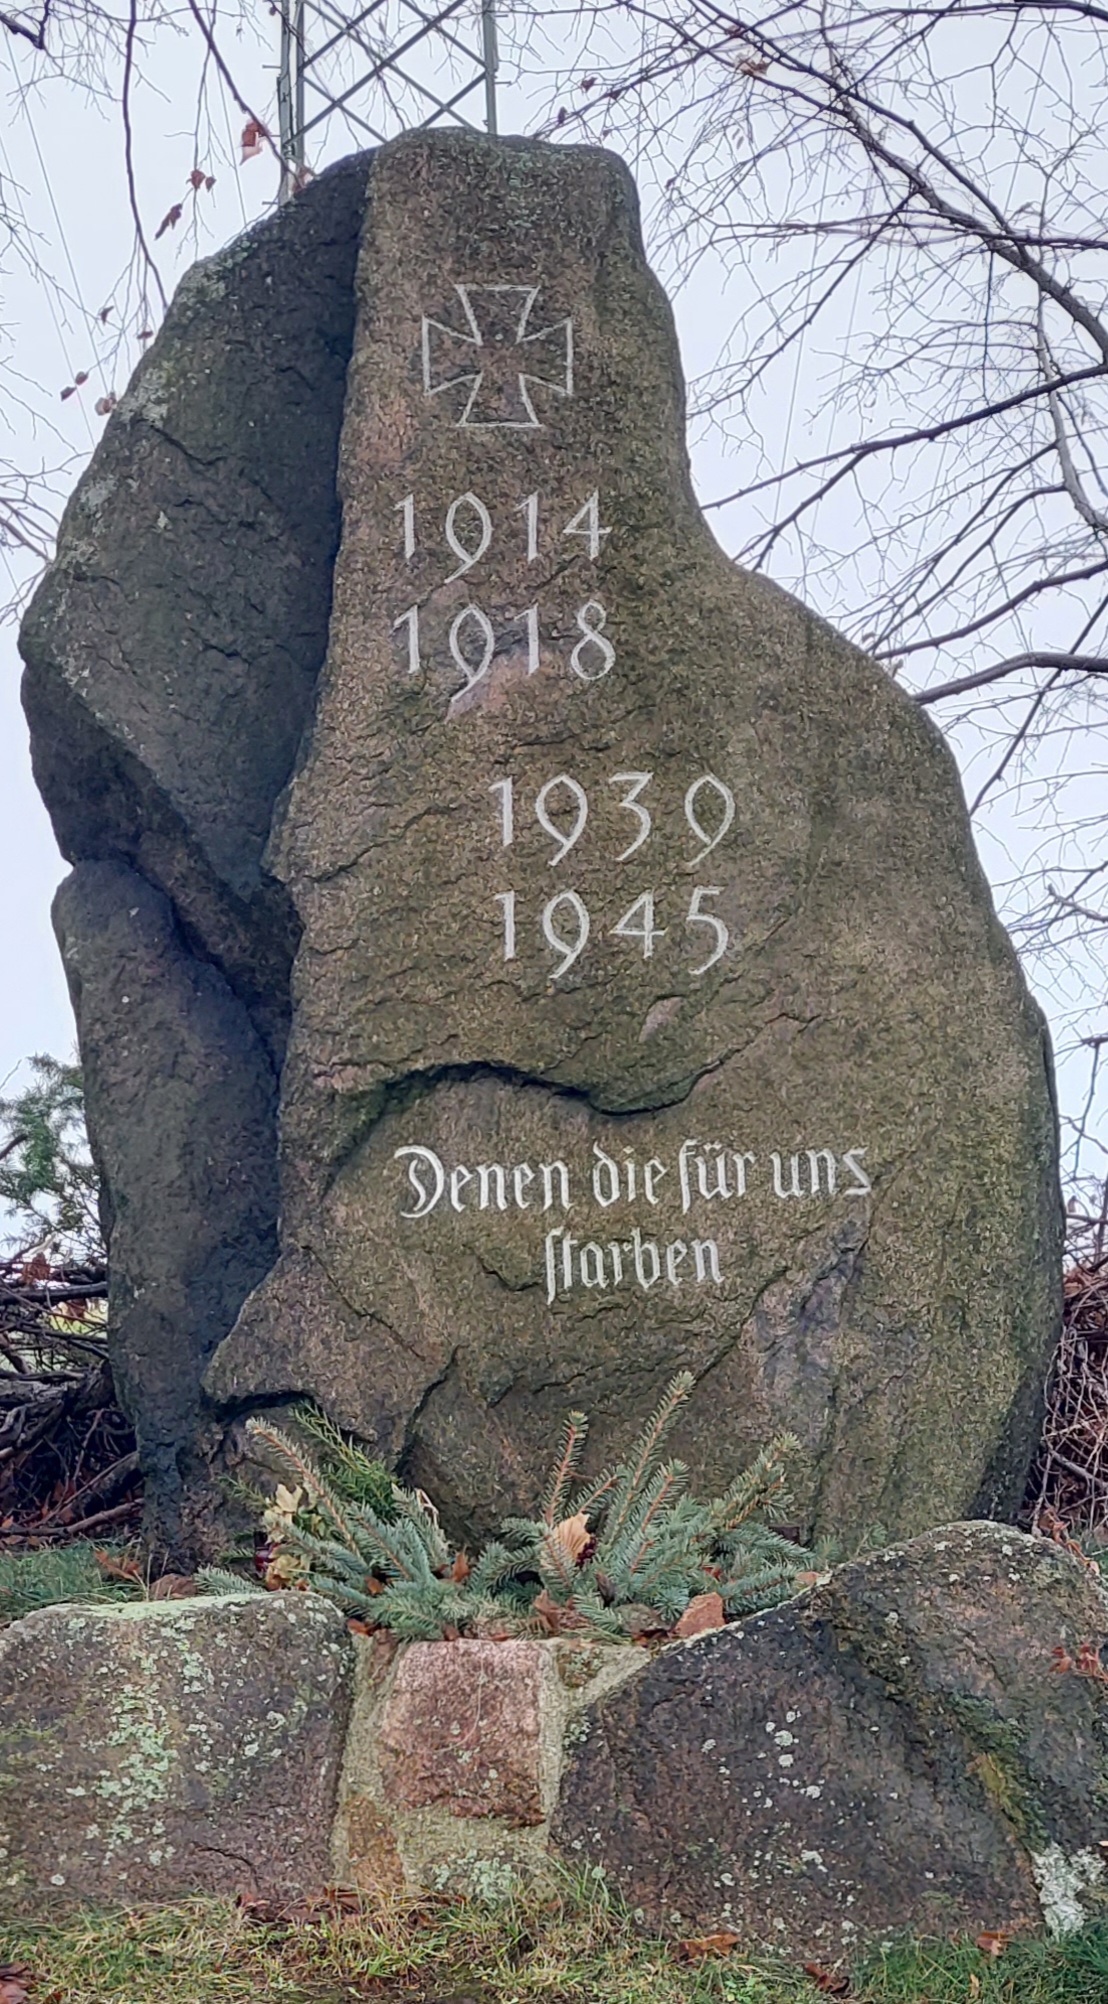 1914
1918
1939
1945
Denen die für uns
starben